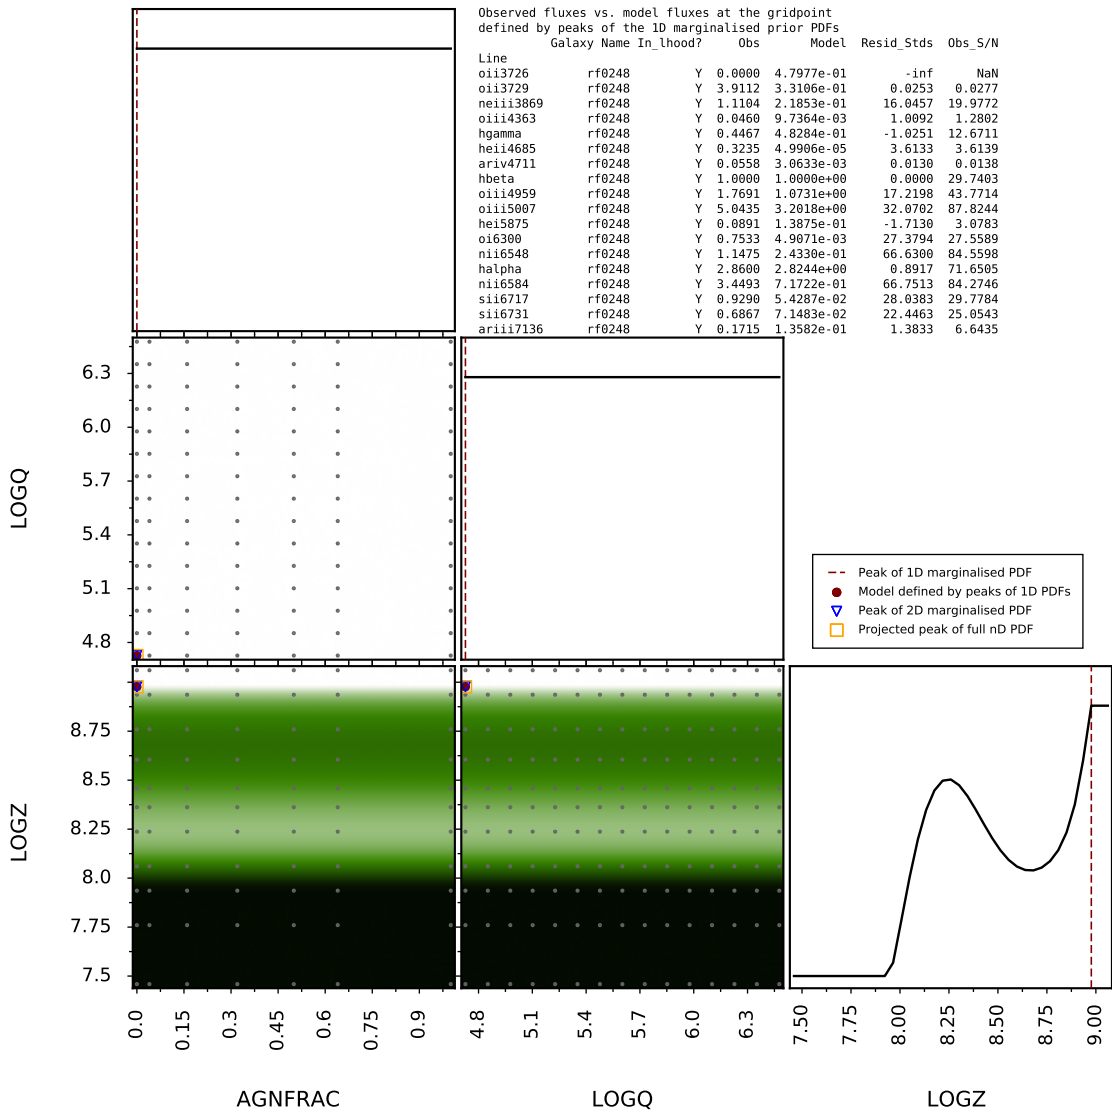 Observed fluxes vs. model fluxes at the gridpoint
defined by peaks of the 1D marginalised prior PDFs
Galaxy Name In_lhood? Obs Model Resid_Stds Obs_S/N
Line
oii3726 rf0248 Y 0.0000 4.7977e-01 -inf NaN
oii3729 rf0248 Y 3.9112 3.3106e-01 0.0253 0.0277
neiii3869 rf0248 Y 1.1104 2.1853e-01 16.0457 19.9772
oiii4363 rf0248 Y 0.0460 9.7364e-03 1.0092 1.2802
hgamma rf0248 Y 0.4467 4.8284e-01 -1.0251 12.6711
heii4685 rf0248 Y 0.3235 4.9906e-05 3.6133 3.6139
ariv4711 rf0248 Y 0.0558 3.0633e-03 0.0130 0.0138
hbeta rf0248 Y 1.0000 1.0000e+00 0.0000 29.7403
oiii4959 rf0248 Y 1.7691 1.0731e+00 17.2198 43.7714
oiii5007 rf0248 Y 5.0435 3.2018e+00 32.0702 87.8244
hei5875 rf0248 Y 0.0891 1.3875e-01 -1.7130 3.0783
oi6300 rf0248 Y 0.7533 4.9071e-03 27.3794 27.5589
nii6548 rf0248 Y 1.1475 2.4330e-01 66.6300 84.5598
halpha rf0248 Y 2.8600 2.8244e+00 0.8917 71.6505
nii6584 rf0248 Y 3.4493 7.1722e-01 66.7513 84.2746
sii6717 rf0248 Y 0.9290 5.4287e-02 28.0383 29.7784
sii6731 rf0248 Y 0.6867 7.1483e-02 22.4463 25.0543
ariii7136 rf0248 Y 0.1715 1.3582e-01 1.3833 6.6435
6.3
6.0
5.7
5.4
5.1
4.8
LOGQ
Peak of 1D marginalised PDF
Model defined by peaks of 1D PDFs
Peak of 2D marginalised PDF
Projected peak of full nD PDF
8.75
8.5
8.25
8.0
7.75
7.5
LOGZ
0.0 0.15 0.3 0.45 0.6 0.75 0.9
4.8 5.1 5.4 5.7 6.0 6.3
7.50 7.75 8.00 8.25 8.50 8.75 9.00
AGNFRAC LOGQ LOGZ